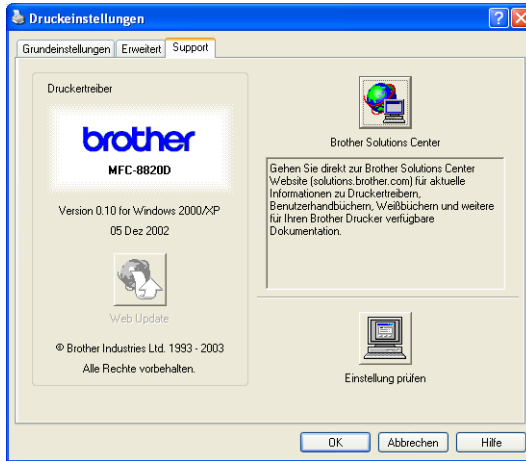 Druckeinstellungen
Grundeinstellungen
Erweitert
Support
Druckertreiber
brother
MFC-8820D
Version 0.10 for Windows 2000/XP
05 Dez 2002
Web Update
© Brother Industries Ltd. 1993 - 2003
Alle Rechte vorbehalten.
Brother Solutions Center
Gehen Sie direkt zur Brother Solutions Center
Website (solutions.brother.com) für aktuelle
Informationen zu Druckertreibern,
Benutzerhandbüchern, Weißbüchern und weitere
für Ihren Brother Drucker verfügbare
Dokumentation.
Einstellung prüfen
OK
Abbrechen
Hilfe